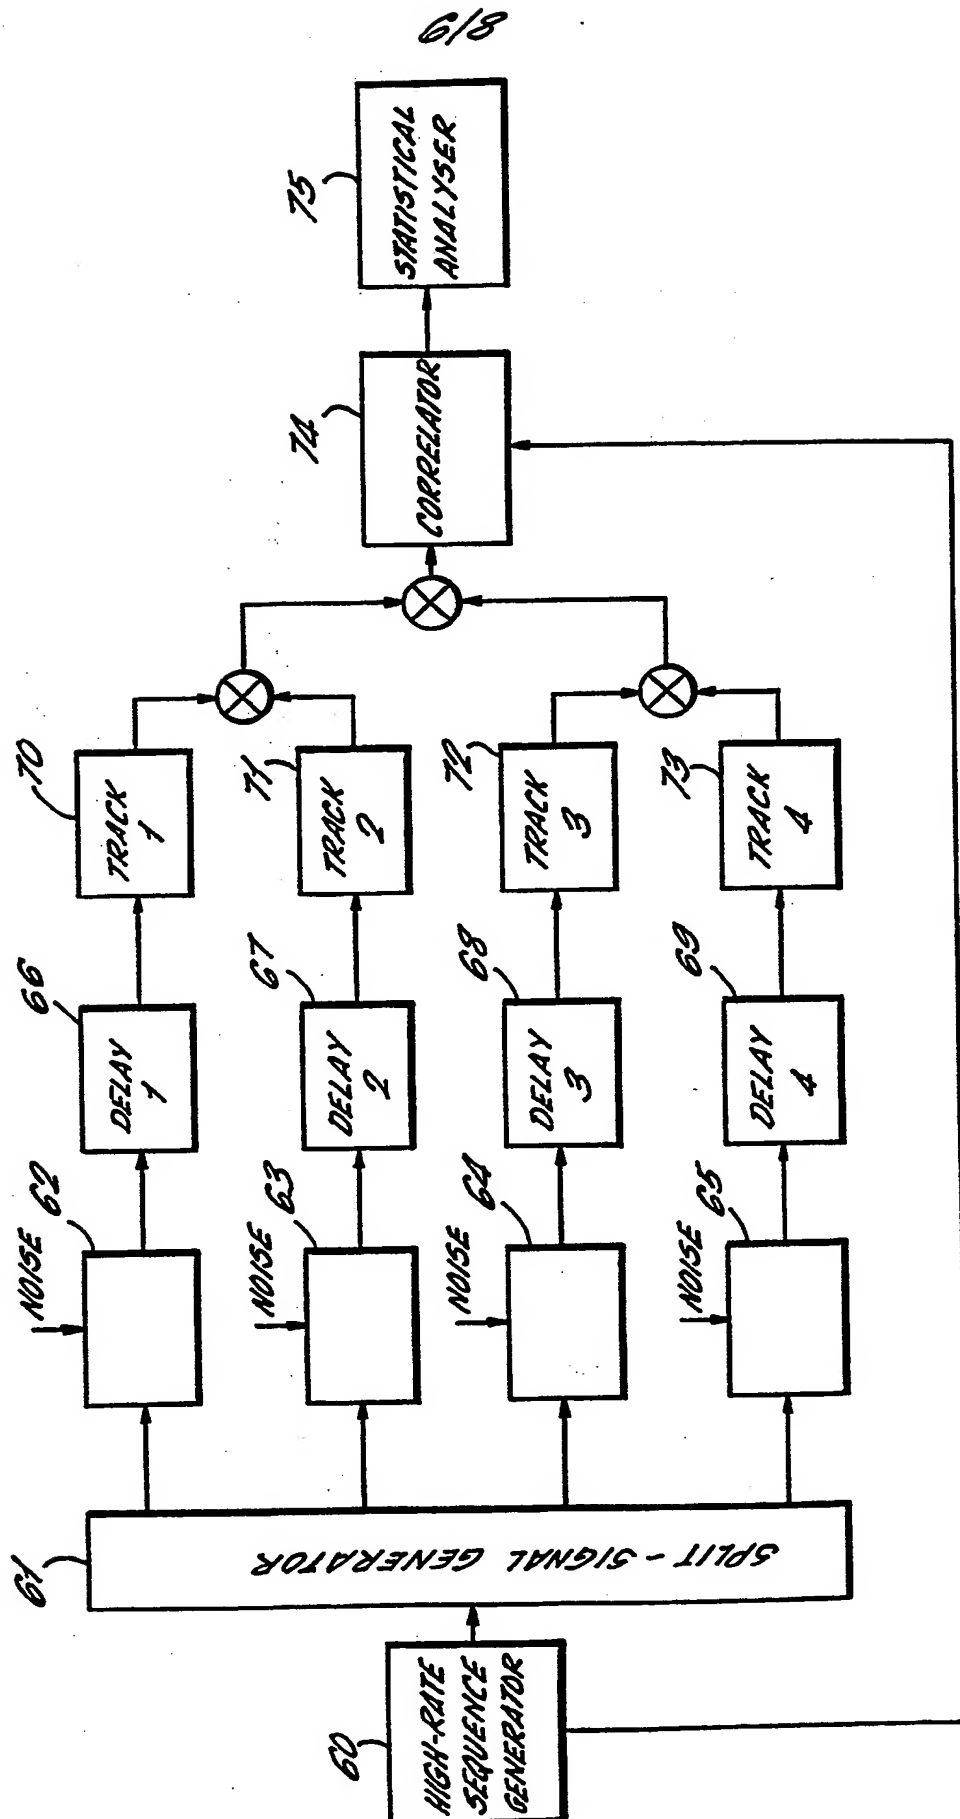 6/8
60
HIGH-RATE
SEQUENCE
GENERATOR
61
SPLIT-SIGNAL GENERATOR
NOISE
62
DELAY
1
66
TRACK
1
70
NOISE
63
DELAY
2
67
TRACK
2
71
NOISE
64
DELAY
3
68
TRACK
3
72
NOISE
65
DELAY
4
69
TRACK
4
73
CORRELATOR
74
STATISTICAL
ANALYSER
75